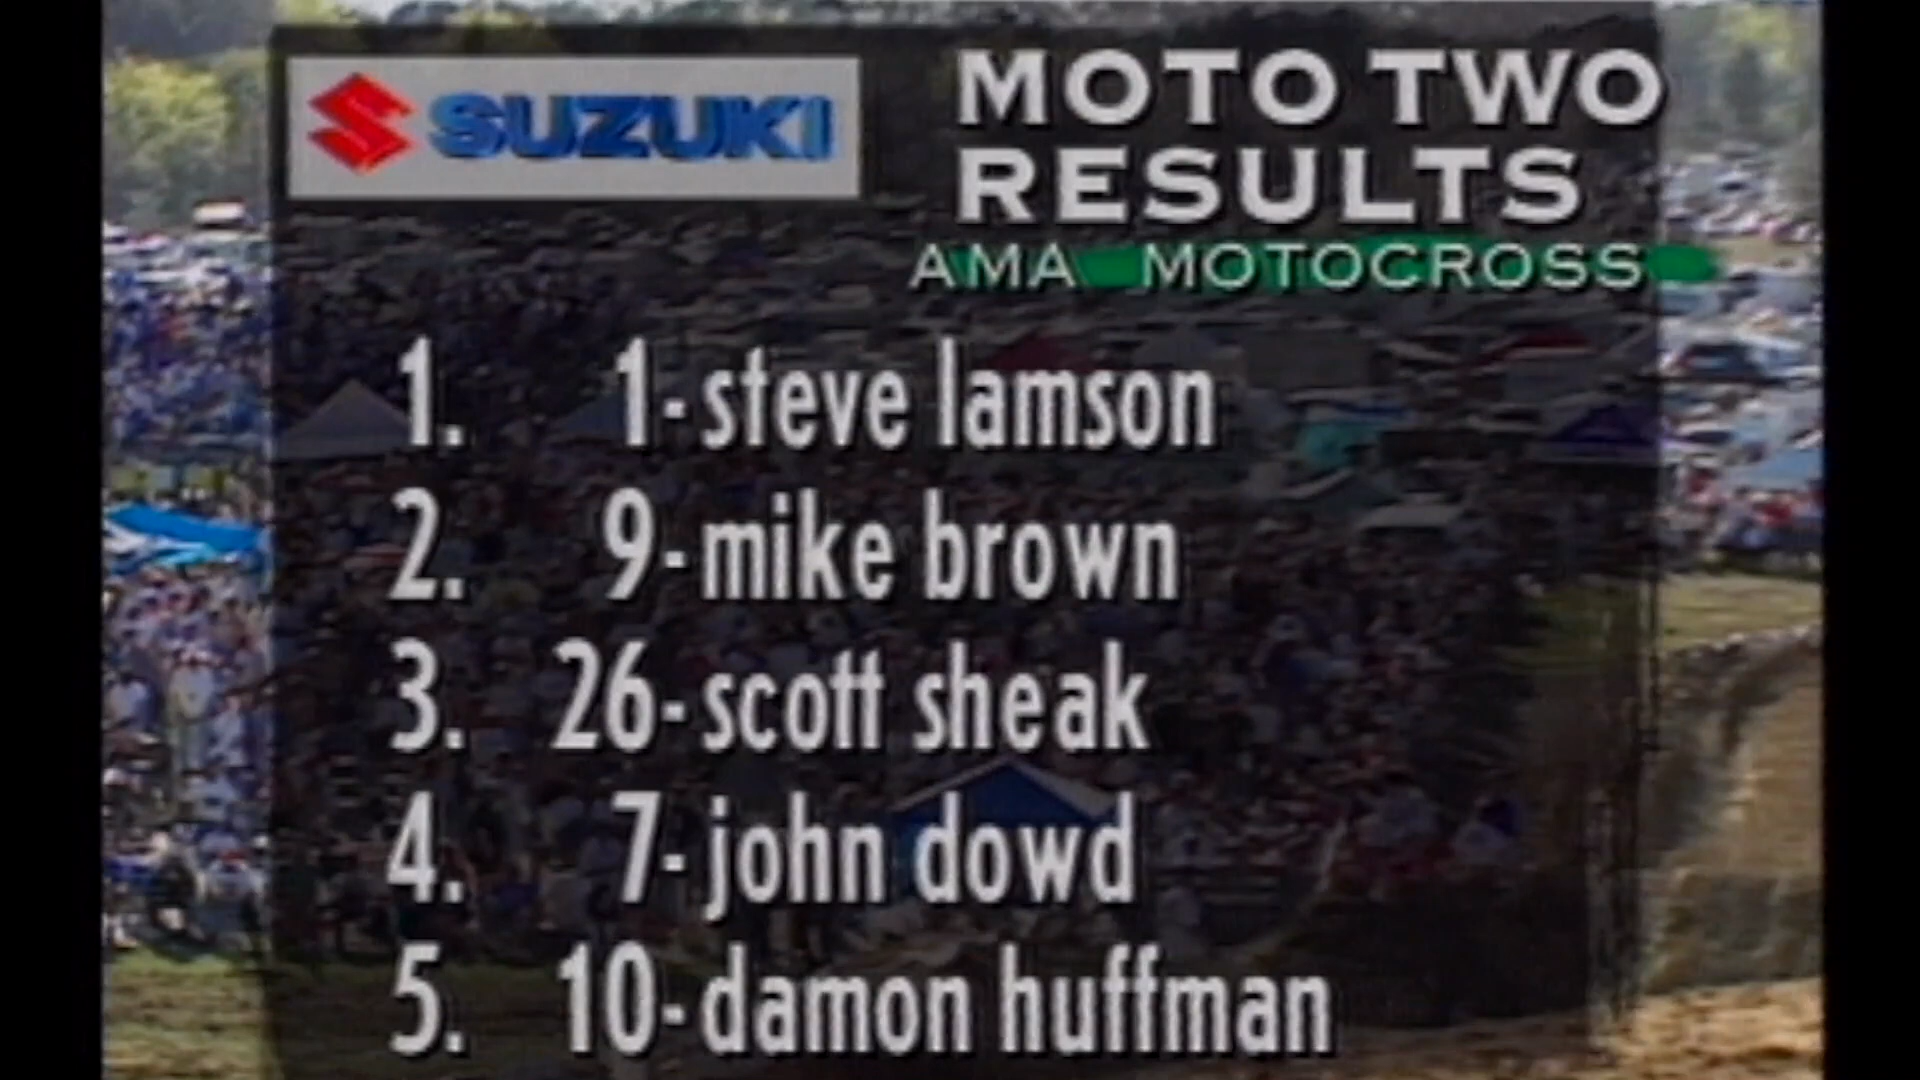 SUZUKI
MOTO TWO
RESULTS
AMA MOTOCROSS
1. 1-steve lamson
2. 9-mike brown
3. 26-scott sheak
4. 7-john dowd
5. 10-damon huffman